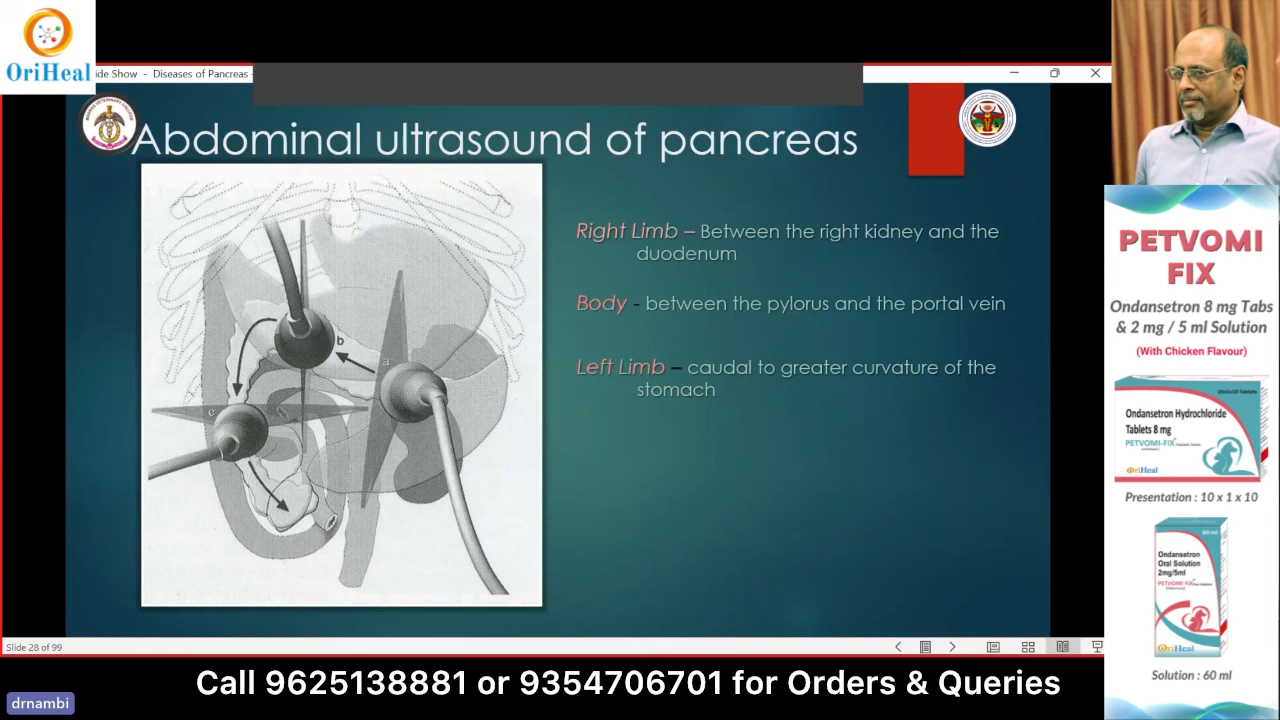 OriHeal
ide Show - Diseases of Pancreas -
Abdominal ultrasound of pancreas
Right Limb – Between the right kidney and the
duodenum
Body - between the pylorus and the portal vein
Left Limb – caudal to greater curvature of the
stomach
a
b
c
Slide 28 of 99
PETVOMI
FIX
Ondansetron 8 mg Tabs
& 2 mg / 5 ml Solution
(With Chicken Flavour)
10x1x10 Tablets
Ondansetron Hydrochloride
Tablets 8 mg
PETVOMI-FIX
OriHeal
Presentation : 10 x 1 x 10
60 ml
Ondansetron
Oral Solution
2mg/5ml
PETVOMI FIX
OriHeal
Solution : 60 ml
Call 9625138881 or 9354706701 for Orders & Queries
drnambi